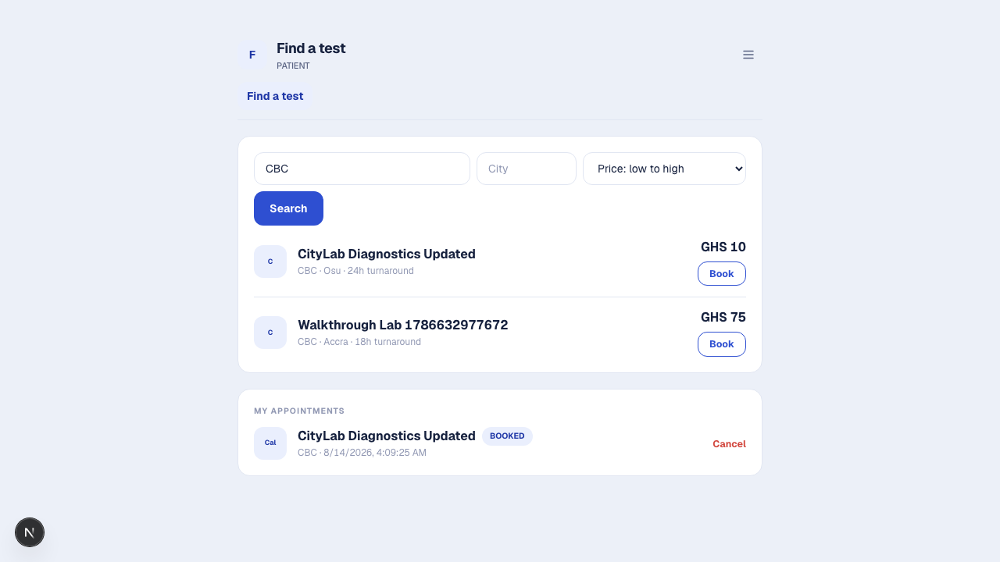 F
Find a test
PATIENT
Find a test
CBC
City
Price: low to high
Search
C
CityLab Diagnostics Updated
CBC · Osu · 24h turnaround
GHS 10
Book
C
Walkthrough Lab 1786632977672
CBC · Accra · 18h turnaround
GHS 75
Book
MY APPOINTMENTS
Cal
CityLab Diagnostics Updated BOOKED
CBC · 8/14/2026, 4:09:25 AM
Cancel
N